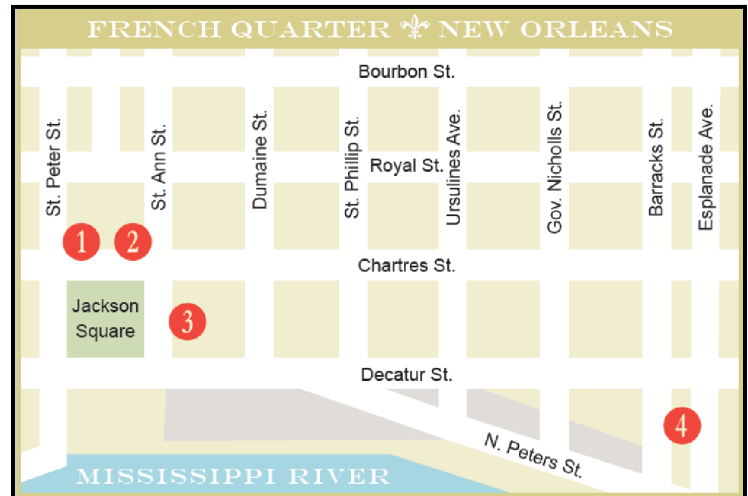 FRENCH QUARTER NEW ORLEANS
Bourbon St.
St. Peter St.
St. Ann St.
Dumaine St.
St. Phillip St.
Royal St.
Ursulines Ave.
Gov. Nicholls St.
Barracks St.
Esplanade Ave.
1
2
Chartres St.
Jackson
Square
3
Decatur St.
4
N. Peters St.
MISSISSIPPI RIVER